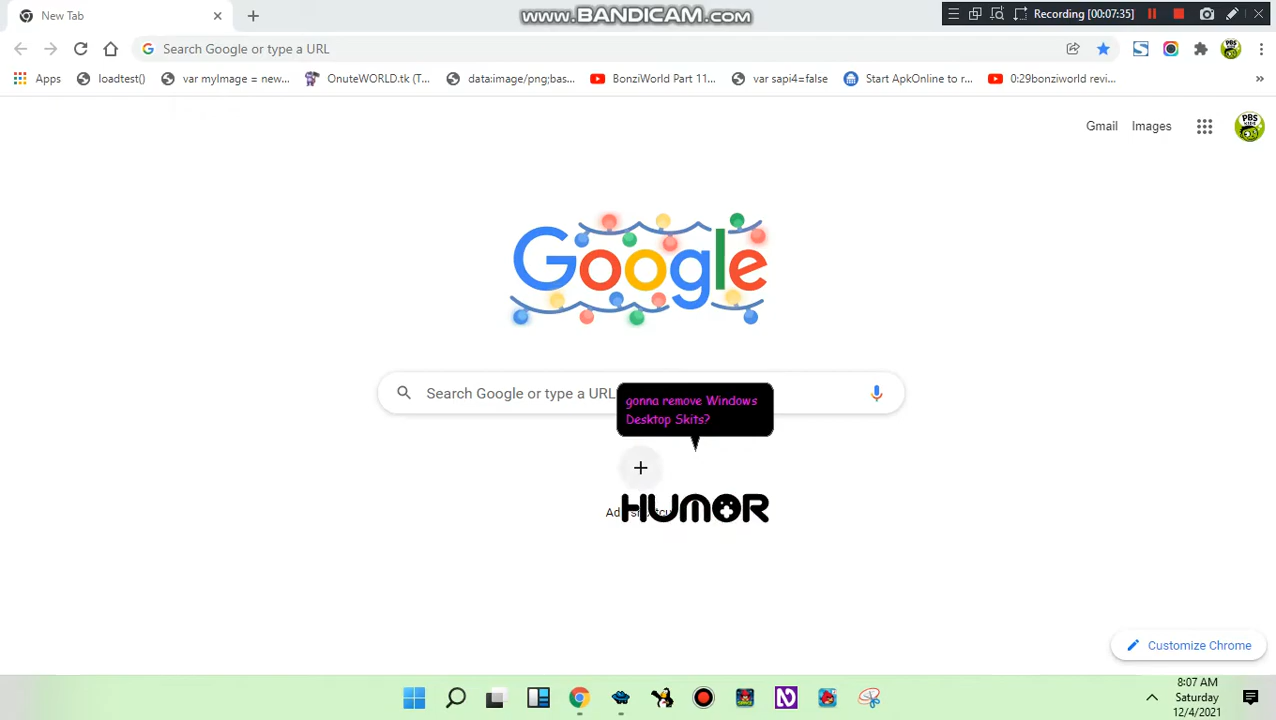 New Tab
www.BANDICAM.com
Recording [00:07:35]
Search Google or type a URL
Apps
loadtest()
var myImage = new...
OnuteWORLD.tk (T...
data:image/png;bas...
BonziWorld Part 11...
var sapi4=false
Start ApkOnline to r...
0:29bonziworld revi...
»
Gmail
Images
PBS KIDS
Google
Search Google or type a URL
gonna remove Windows
Desktop Skits?
HUMOR
Customize Chrome
8:07 AM
Saturday
12/4/2021